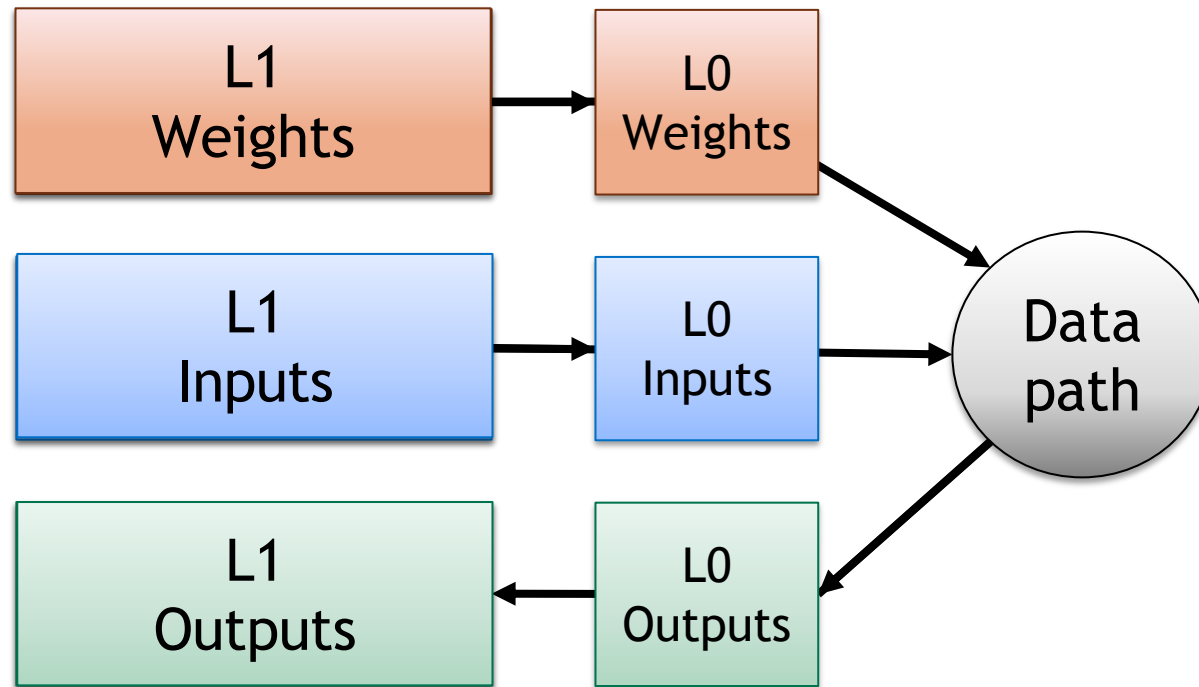 L1
Weights
L0
Weights
L1
Inputs
L0
Inputs
Data
path
L1
Outputs
L0
Outputs